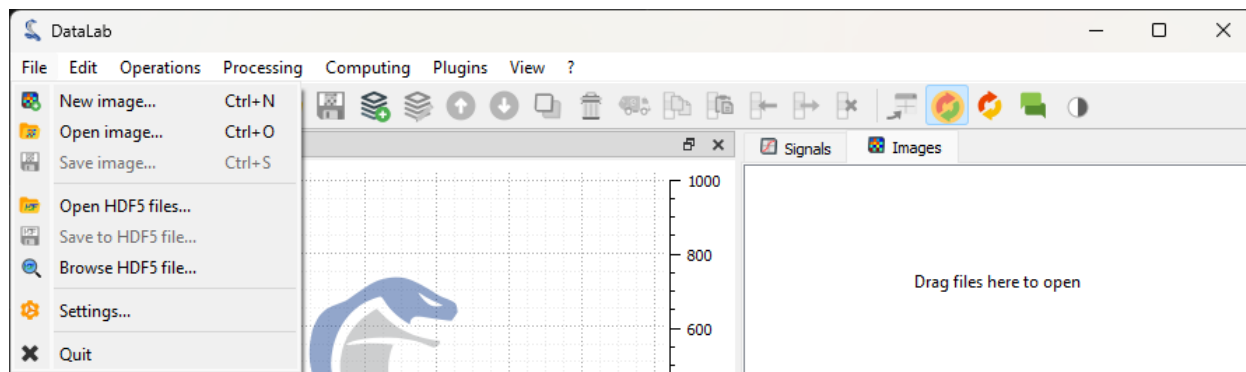 DataLab
File Edit Operations Processing Computing Plugins View ?
New image... Ctrl+N
Open image... Ctrl+O
Save image... Ctrl+S
Open HDF5 files...
Save to HDF5 file...
Browse HDF5 file...
Settings...
Quit
1000
800
600
Signals Images
Drag files here to open